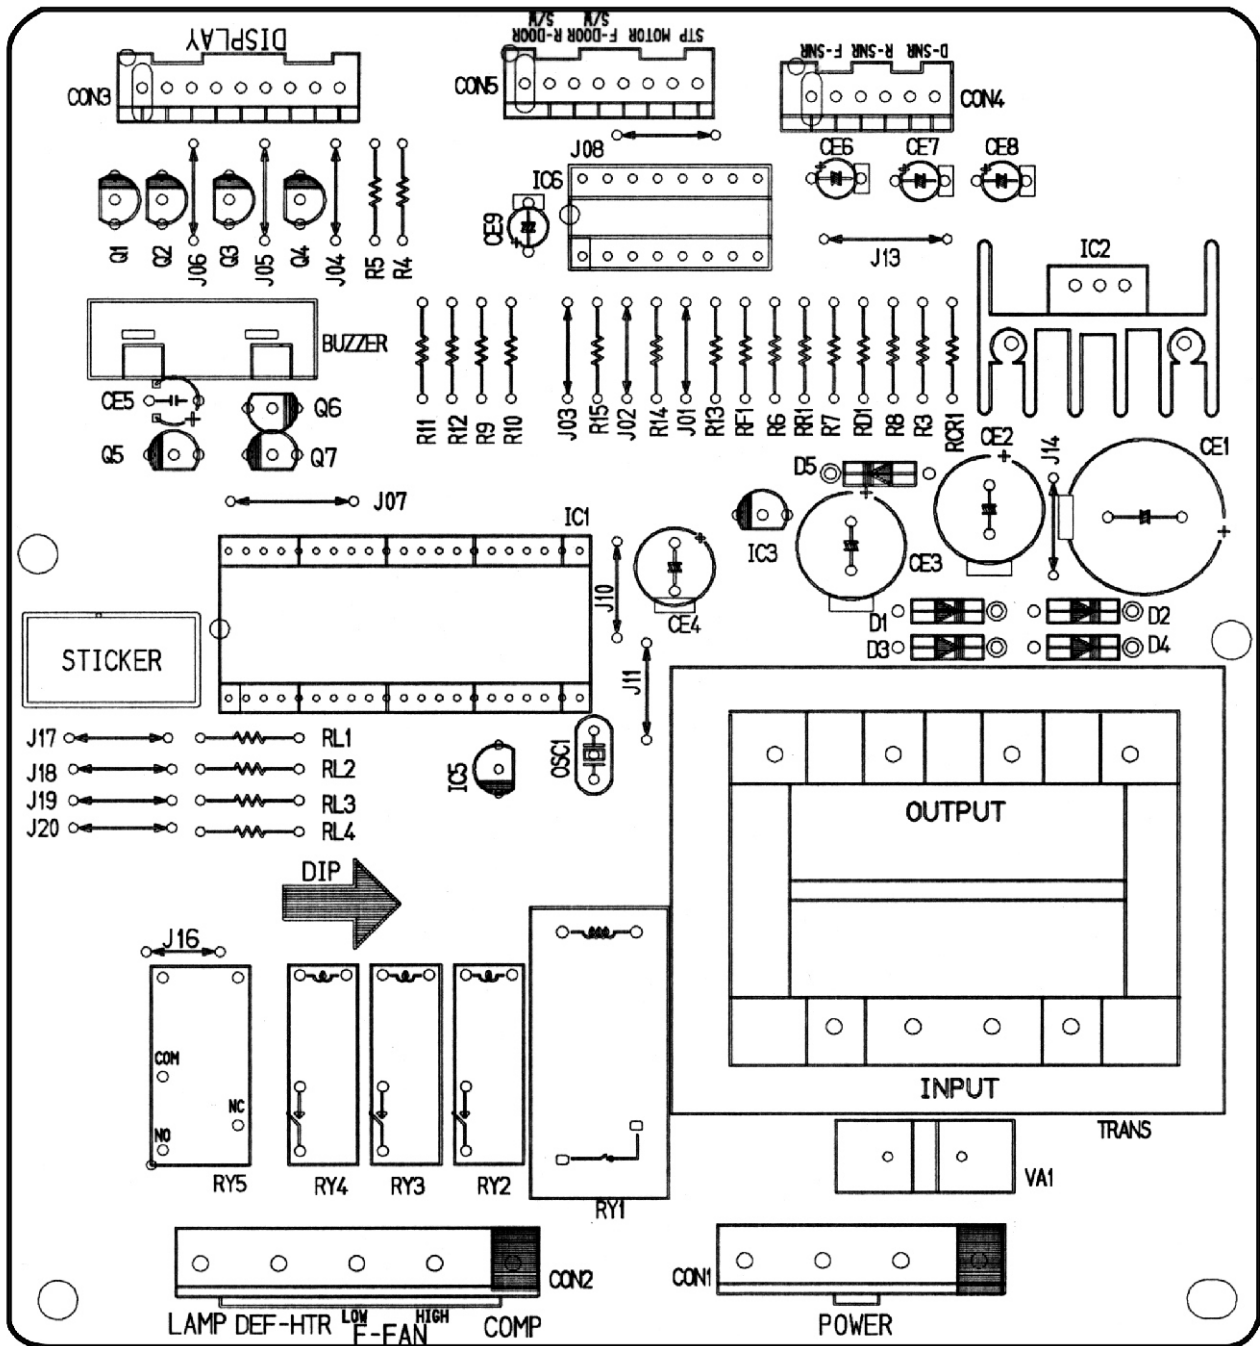 DISPLAY
R-DOOR S/W F-DOOR S/W STP MOTOR
F-SNR R-SNR D-SNR
CON3
CON5
CON4
J08
CE6 CE7 CE8
IC6
CE9
Q1 Q2 J06 Q3 J05 Q4 J04 R5 R4
J13
IC2
BUZZER
CE5
Q6
Q5
Q7
R11 R12 R9 R10 J03 R15 J02 R14 J01 R13 RF1 R6 RR1 R7 RD1 R8 R3 RCR1
CE2
J14
CE1
D5
J07
IC1
IC3
CE3
J10
CE4
D1 D2
D3 D4
STICKER
J11
J17 RL1
J18 RL2
J19 RL3
J20 RL4
IC5
OSC1
OUTPUT
DIP
J16
COM
NC
NO
INPUT
TRANS
RY5 RY4 RY3 RY2
RY1
VA1
CON2
CON1
LAMP DEF-HTR LOW F-FAN HIGH COMP
POWER